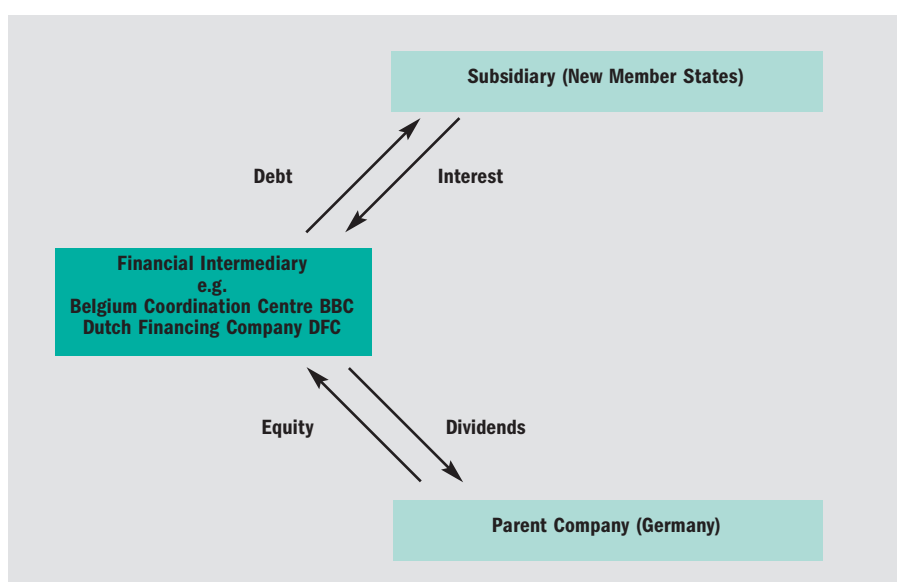 Subsidiary (New Member States)
Debt
Interest
Financial Intermediary
e.g.
Belgium Coordination Centre BBC
Dutch Financing Company DFC
Equity
Dividends
Parent Company (Germany)